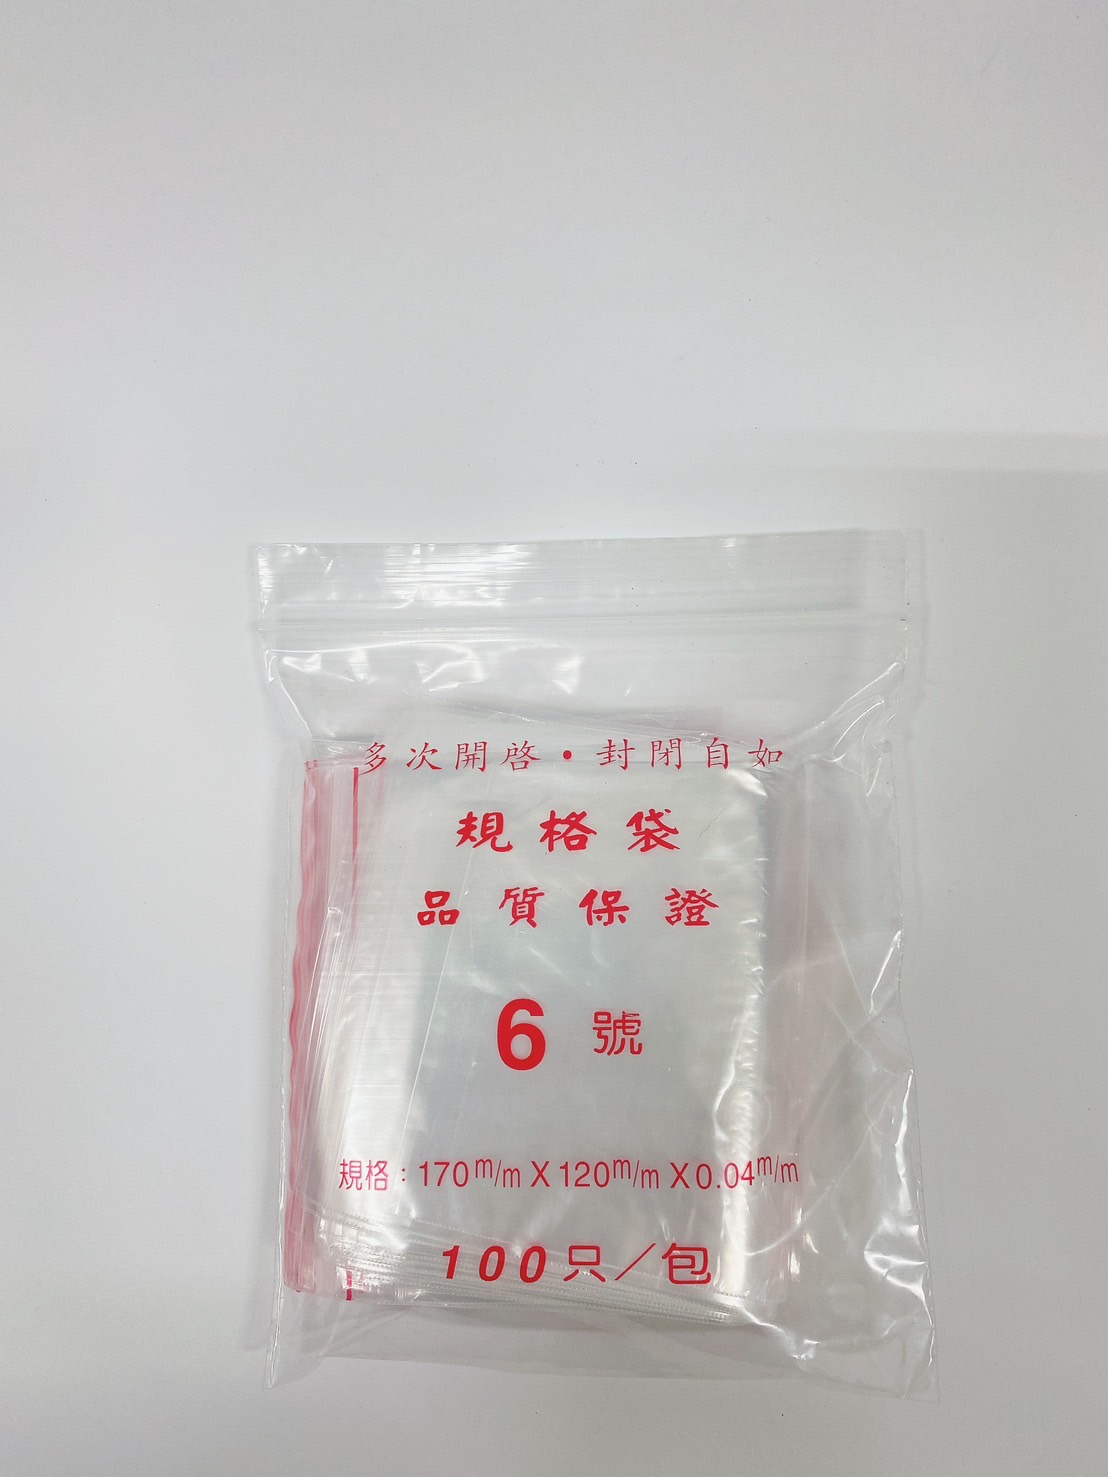 多次開啓・封閉自如
規格袋
品質保證
6 號
規格：170m/m X 120m/m X 0.04m/m
100只／包